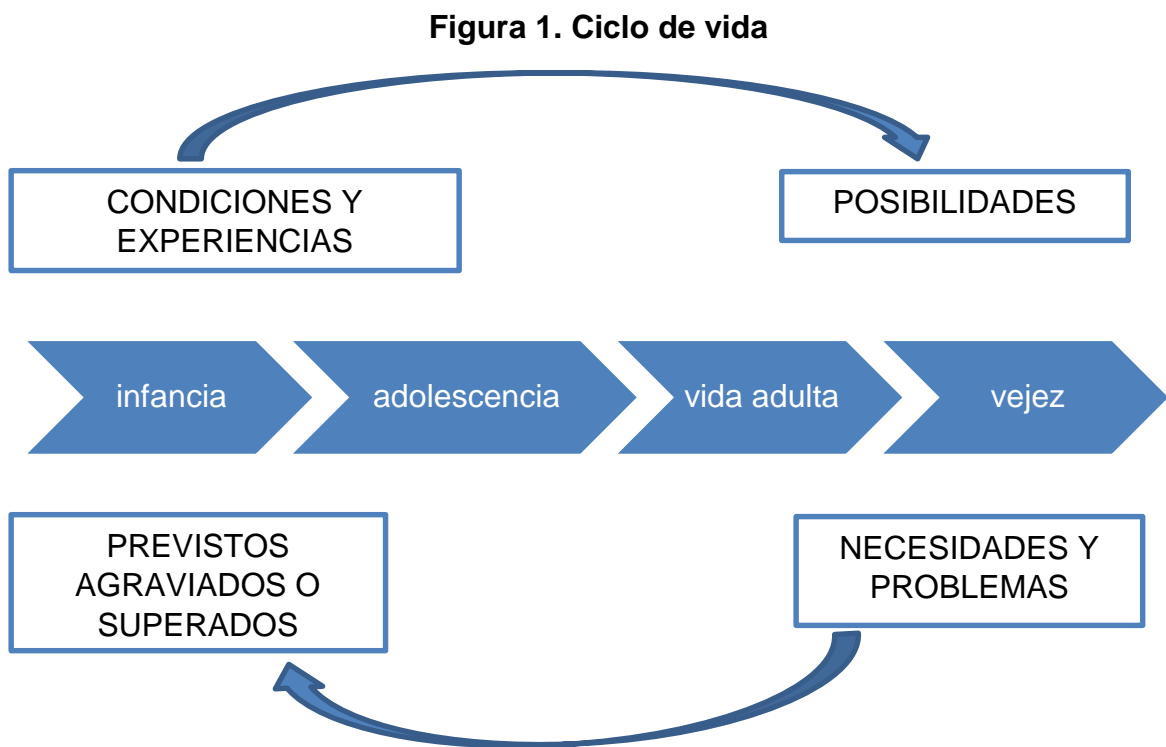 Figura 1. Ciclo de vida
CONDICIONES Y
EXPERIENCIAS
POSIBILIDADES
infancia
adolescencia
vida adulta
vejez
PREVISTOS
AGRAVIADOS O
SUPERADOS
NECESIDADES Y
PROBLEMAS